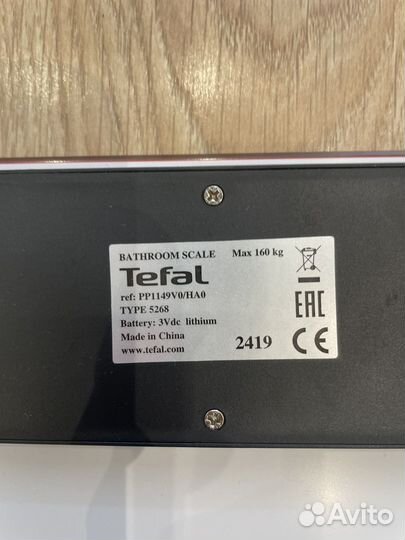 BATHROOM SCALE Max 160 kg
Tefal
ref: PP1149V0/HA0
TYPE 5268
Battery: 3Vdc lithium
Made in China
www.tefal.com
2419
EAC
CE
Avito